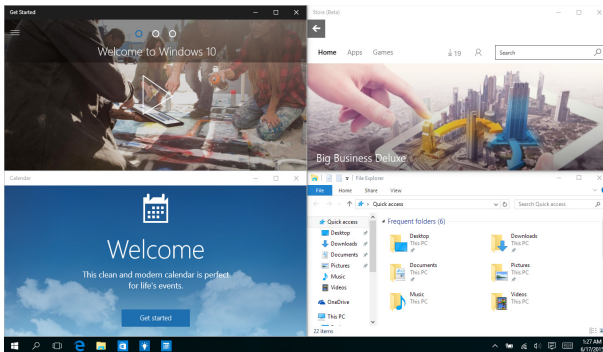 Get Started
Welcome to Windows 10
Store (Beta)
Home Apps Games 19 Search
Big Business Deluxe
Calendar
Welcome
This clean and modern calendar is perfect
for life's events.
Get started
File Explorer
File Home Share View
Quick access Search Quick access
Quick access
Desktop
Downloads
Documents
Pictures
Music
Videos
OneDrive
This PC
Frequent folders (6)
Desktop
This PC
Downloads
This PC
Documents
This PC
Pictures
This PC
Music
This PC
Videos
This PC
22 items
1:27 AM